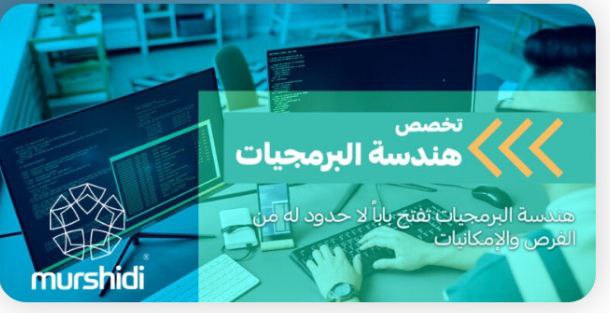 تخصص
هندسة البرمجيات
هندسة البرمجيات تفتح باباً لا حدود له من
الفرص والإمكانيات
murshidi